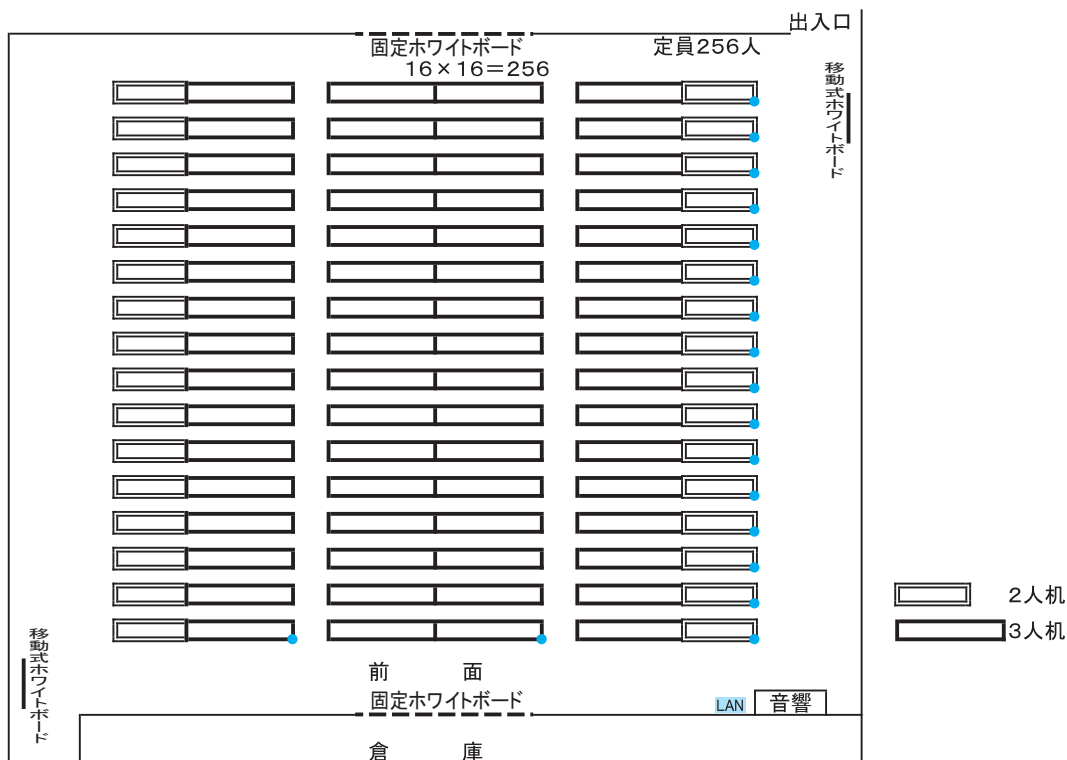 出入口
固定ホワイトボード
定員256人
16×16=256
移動式ホワイトボード
2人机
3人机
移動式ホワイトボード
前 面
固定ホワイトボード
LAN
音響
倉 庫